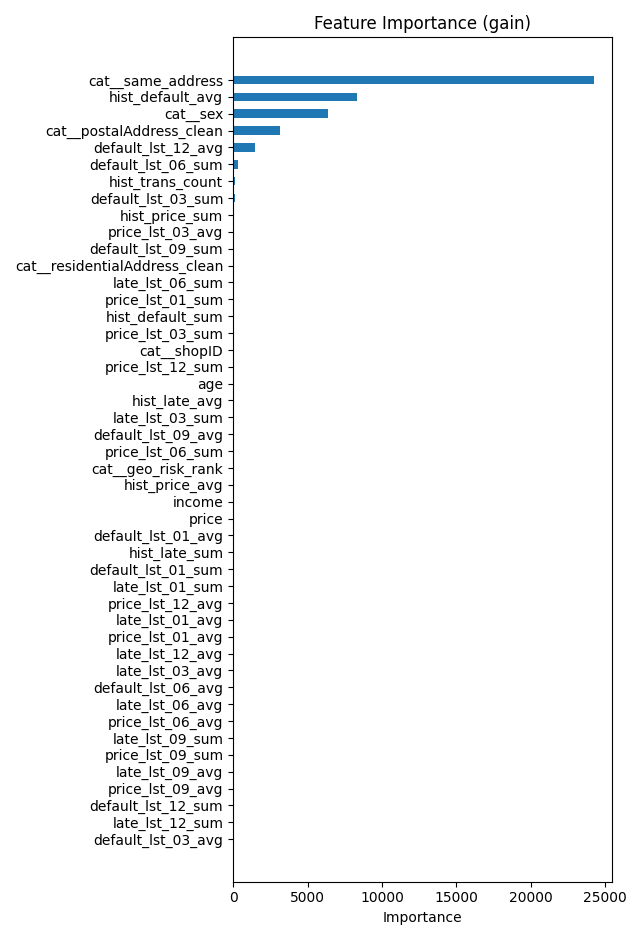 Feature Importance (gain)
cat__same_address
hist_default_avg
cat__sex
cat__postalAddress_clean
default_lst_12_avg
default_lst_06_sum
hist_trans_count
default_lst_03_sum
hist_price_sum
price_lst_03_avg
default_lst_09_sum
cat__residentialAddress_clean
late_lst_06_sum
price_lst_01_sum
hist_default_sum
price_lst_03_sum
cat__shopID
price_lst_12_sum
age
hist_late_avg
late_lst_03_sum
default_lst_09_avg
price_lst_06_sum
cat__geo_risk_rank
hist_price_avg
income
price
default_lst_01_avg
hist_late_sum
default_lst_01_sum
late_lst_01_sum
price_lst_12_avg
late_lst_01_avg
price_lst_01_avg
late_lst_12_avg
late_lst_03_avg
default_lst_06_avg
late_lst_06_avg
price_lst_06_avg
late_lst_09_sum
price_lst_09_sum
late_lst_09_avg
price_lst_09_avg
default_lst_12_sum
late_lst_12_sum
default_lst_03_avg
0 5000 10000 15000 20000 25000
Importance